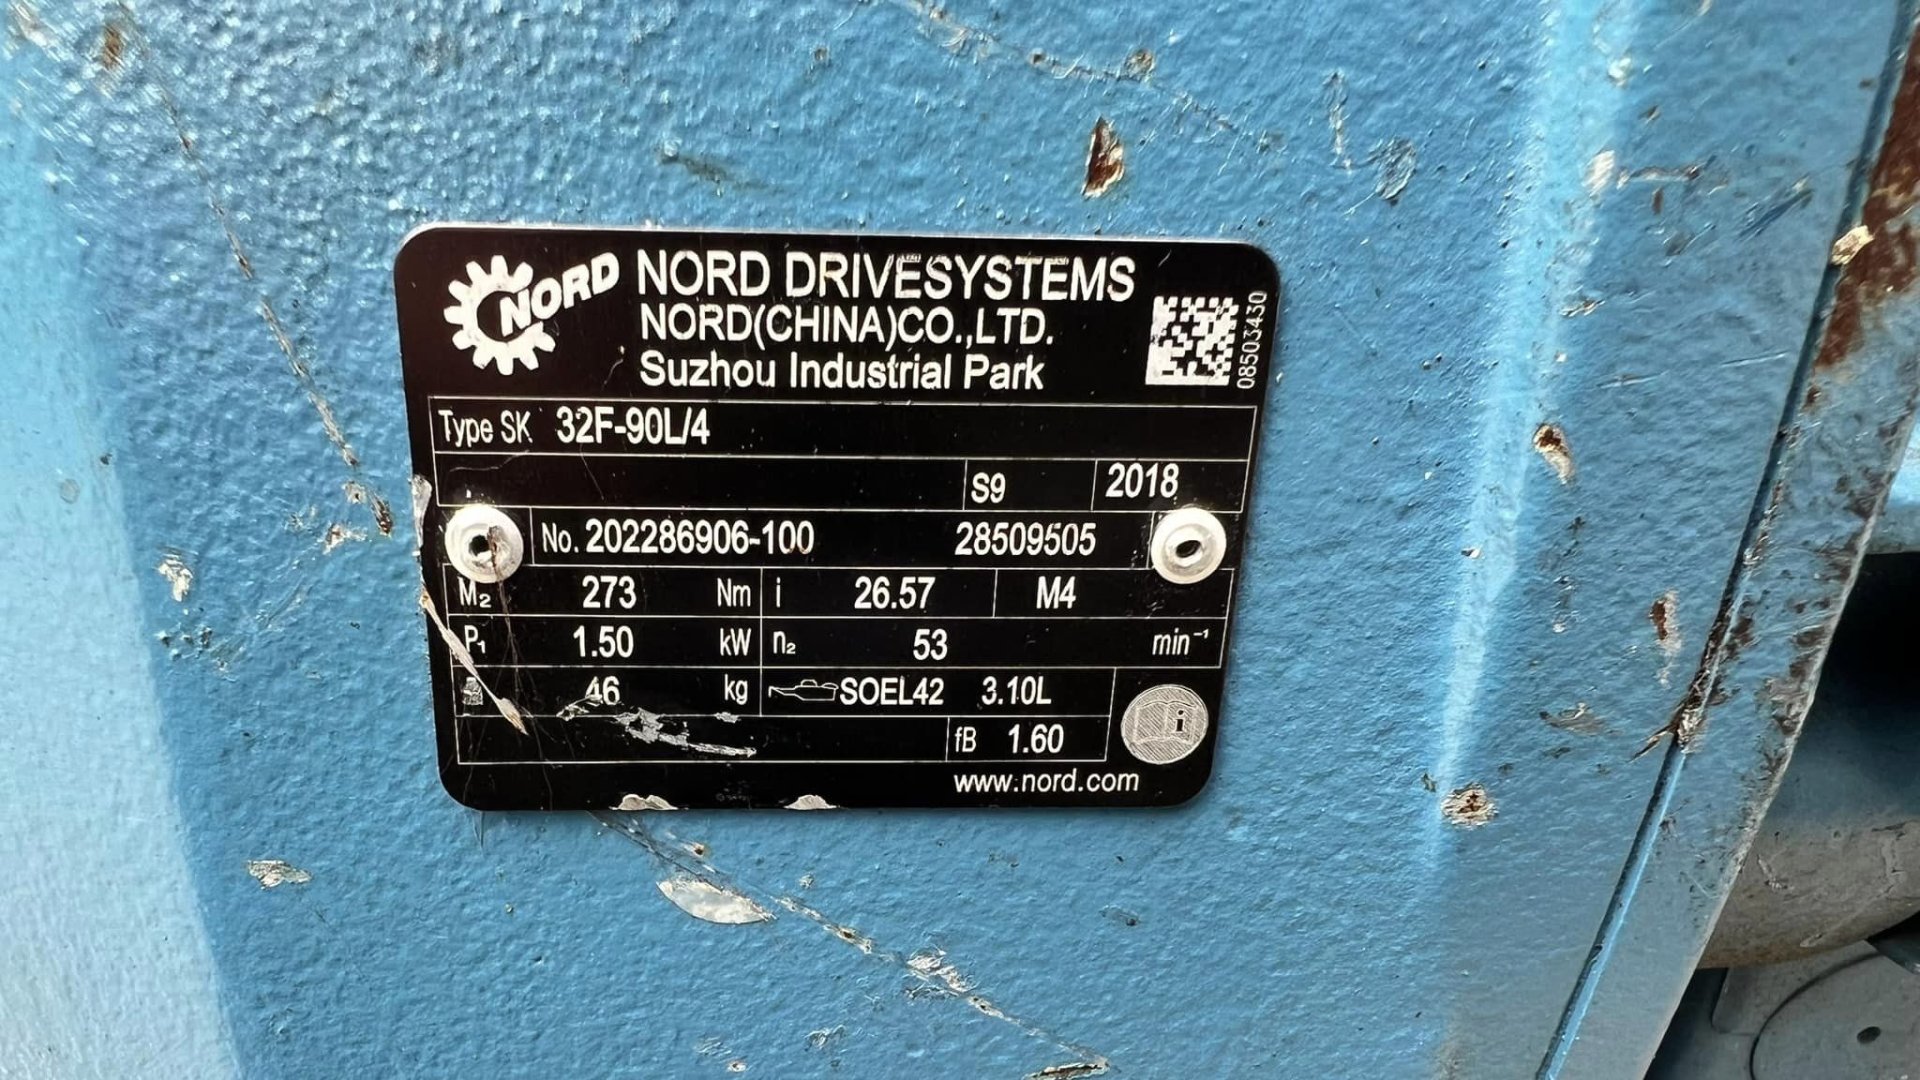 NORD NORD DRIVESYSTEMS
NORD(CHINA)CO.,LTD.
Suzhou Industrial Park
08503430
Type SK 32F-90L/4
S9 2018
No. 202286906-100 28509505
M₂ 273 Nm i 26.57 M4
P₁ 1.50 kW n₂ 53 min⁻¹
46 kg SOEL42 3.10L
i
fB 1.60
www.nord.com